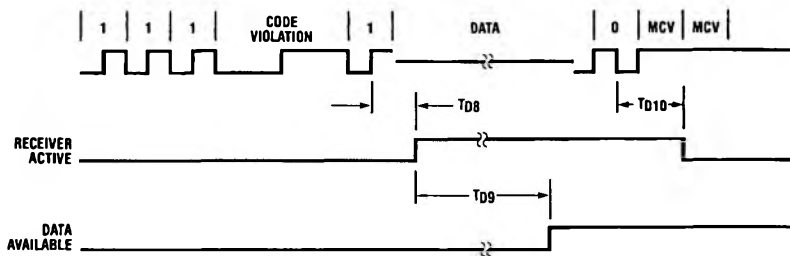 1 1 1 CODE VIOLATION 1 DATA 0 MCV MCV
TD8
TD10
RECEIVER ACTIVE
TD9
DATA AVAILABLE